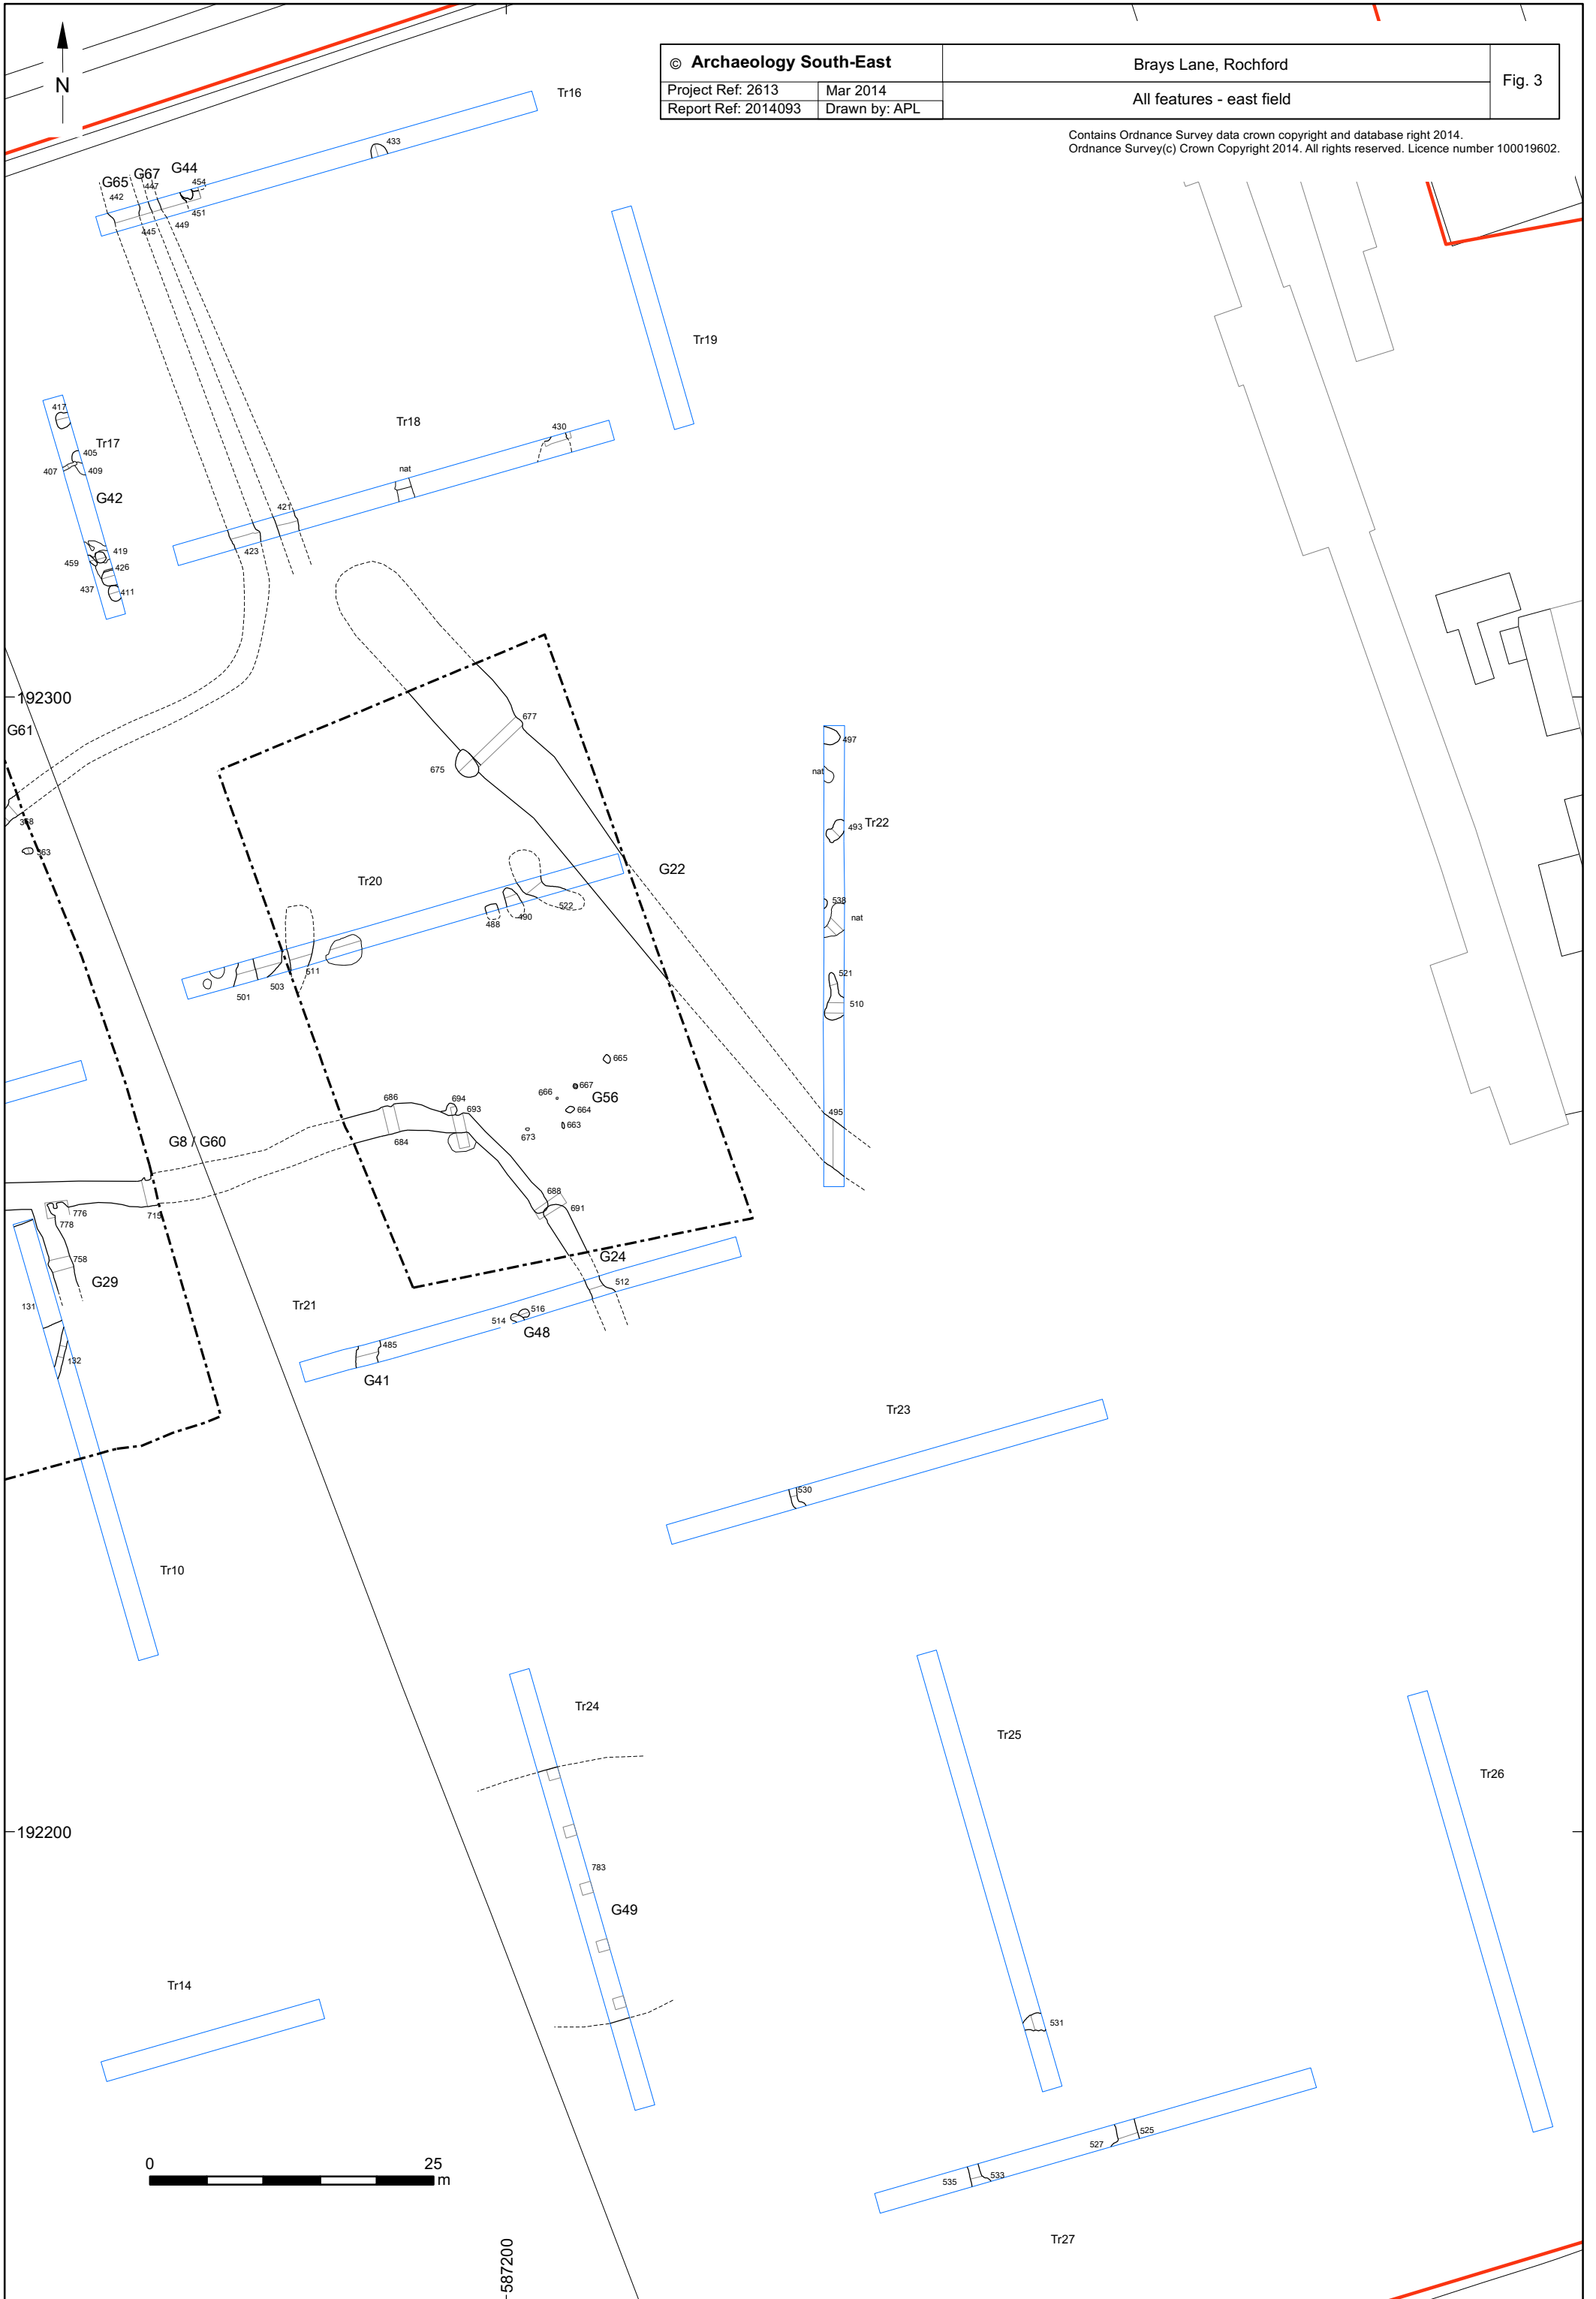 © Archaeology South-East
Brays Lane, Rochford
Fig. 3
Project Ref: 2613
Mar 2014
All features - east field
Report Ref: 2014093
Drawn by: APL
Contains Ordnance Survey data crown copyright and database right 2014.
Ordnance Survey(c) Crown Copyright 2014. All rights reserved. Licence number 100019602.
N
Tr16
433
G65
G67
G44
442
447
454
451
445
449
Tr19
417
Tr17
405
407
409
G42
419
459
426
437
411
Tr18
430
nat
421
423
192300
G61
677
675
368
363
497
nat
493
Tr22
538
nat
521
510
495
Tr20
G22
522
488
490
511
501
503
665
667
666
G56
664
663
673
686
694
693
684
G8 / G60
688
691
776
778
715
758
G29
131
132
G24
512
Tr21
514
516
G48
485
G41
Tr23
530
Tr10
Tr24
Tr25
Tr26
192200
783
G49
Tr14
531
525
527
535
533
Tr27
0
25
m
587200